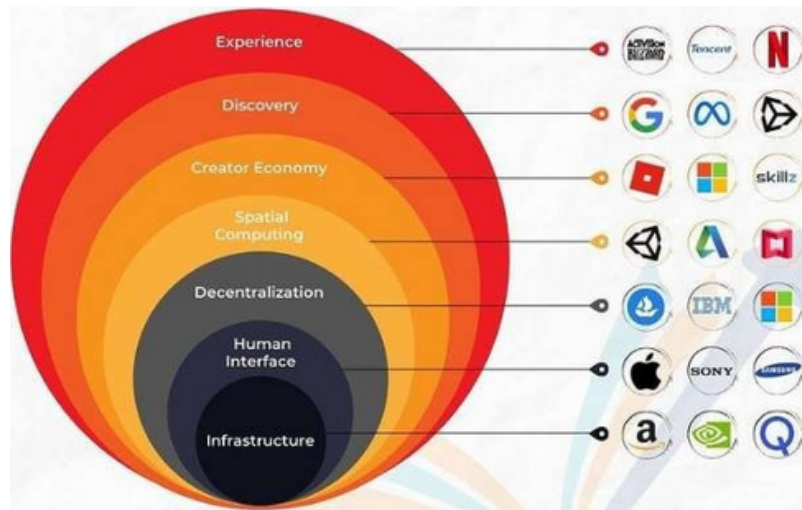 Experience
ACTIVISION
BLIZZARD
Tencent
N
Discovery
G
Creator Economy
skillz
Spatial
Computing
Decentralization
IBM
Human
Interface
SONY
SAMSUNG
Infrastructure
a
Q